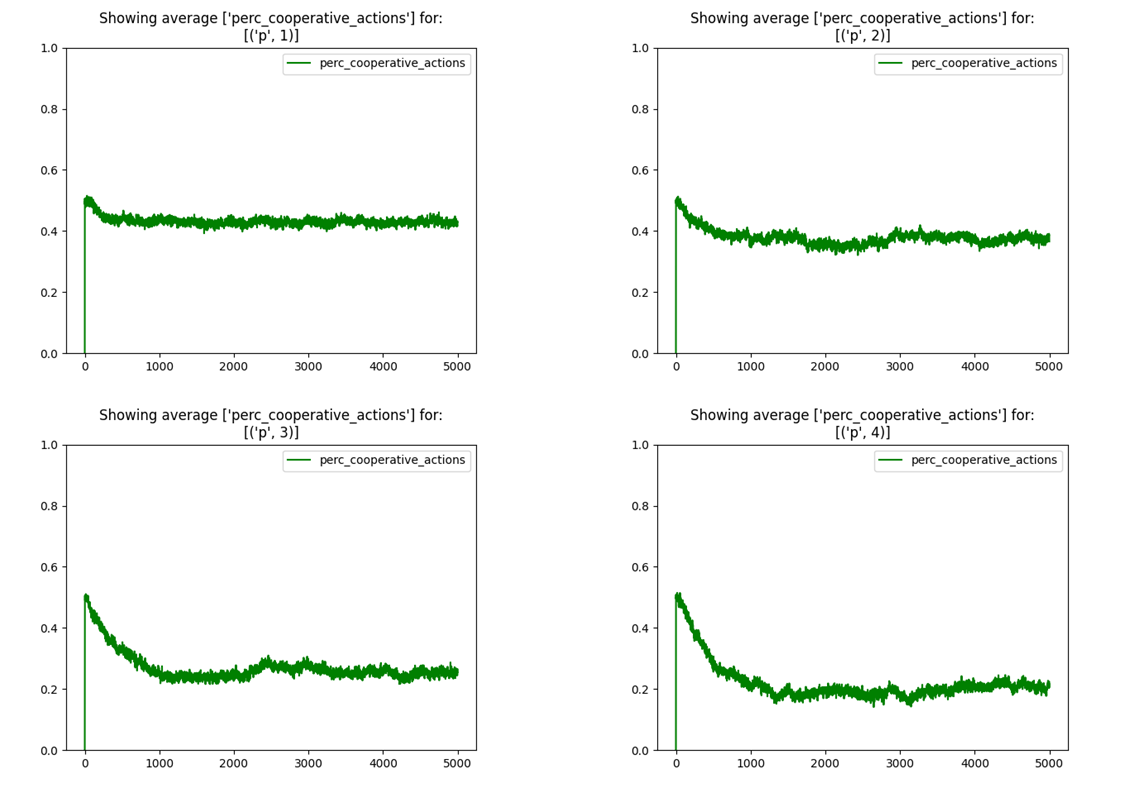 Showing average ['perc_cooperative_actions'] for:
[('p', 1)]
perc_cooperative_actions
1.0
0.8
0.6
0.4
0.2
0.0
0 1000 2000 3000 4000 5000
Showing average ['perc_cooperative_actions'] for:
[('p', 2)]
perc_cooperative_actions
1.0
0.8
0.6
0.4
0.2
0.0
0 1000 2000 3000 4000 5000
Showing average ['perc_cooperative_actions'] for:
[('p', 3)]
perc_cooperative_actions
1.0
0.8
0.6
0.4
0.2
0.0
0 1000 2000 3000 4000 5000
Showing average ['perc_cooperative_actions'] for:
[('p', 4)]
perc_cooperative_actions
1.0
0.8
0.6
0.4
0.2
0.0
0 1000 2000 3000 4000 5000